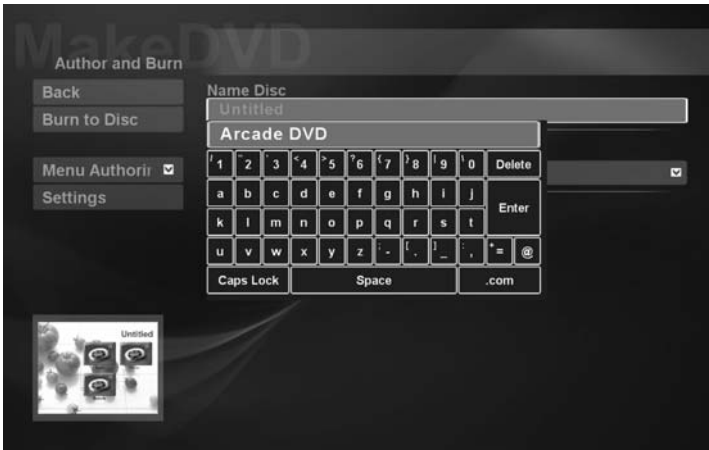 MakeDVD
Author and Burn
Back
Name Disc
Untitled
Burn to Disc
Arcade DVD
1 2 3 < 4 > 5 ? 6 { 7 } 8 | 9 \ 0 Delete
Menu Authorin
a b c d e f g h i j
Settings
Enter
k l m n o p q r s t
u v w x y z ; - [ . ] _ : , * = @
Caps Lock Space .com
Untitled